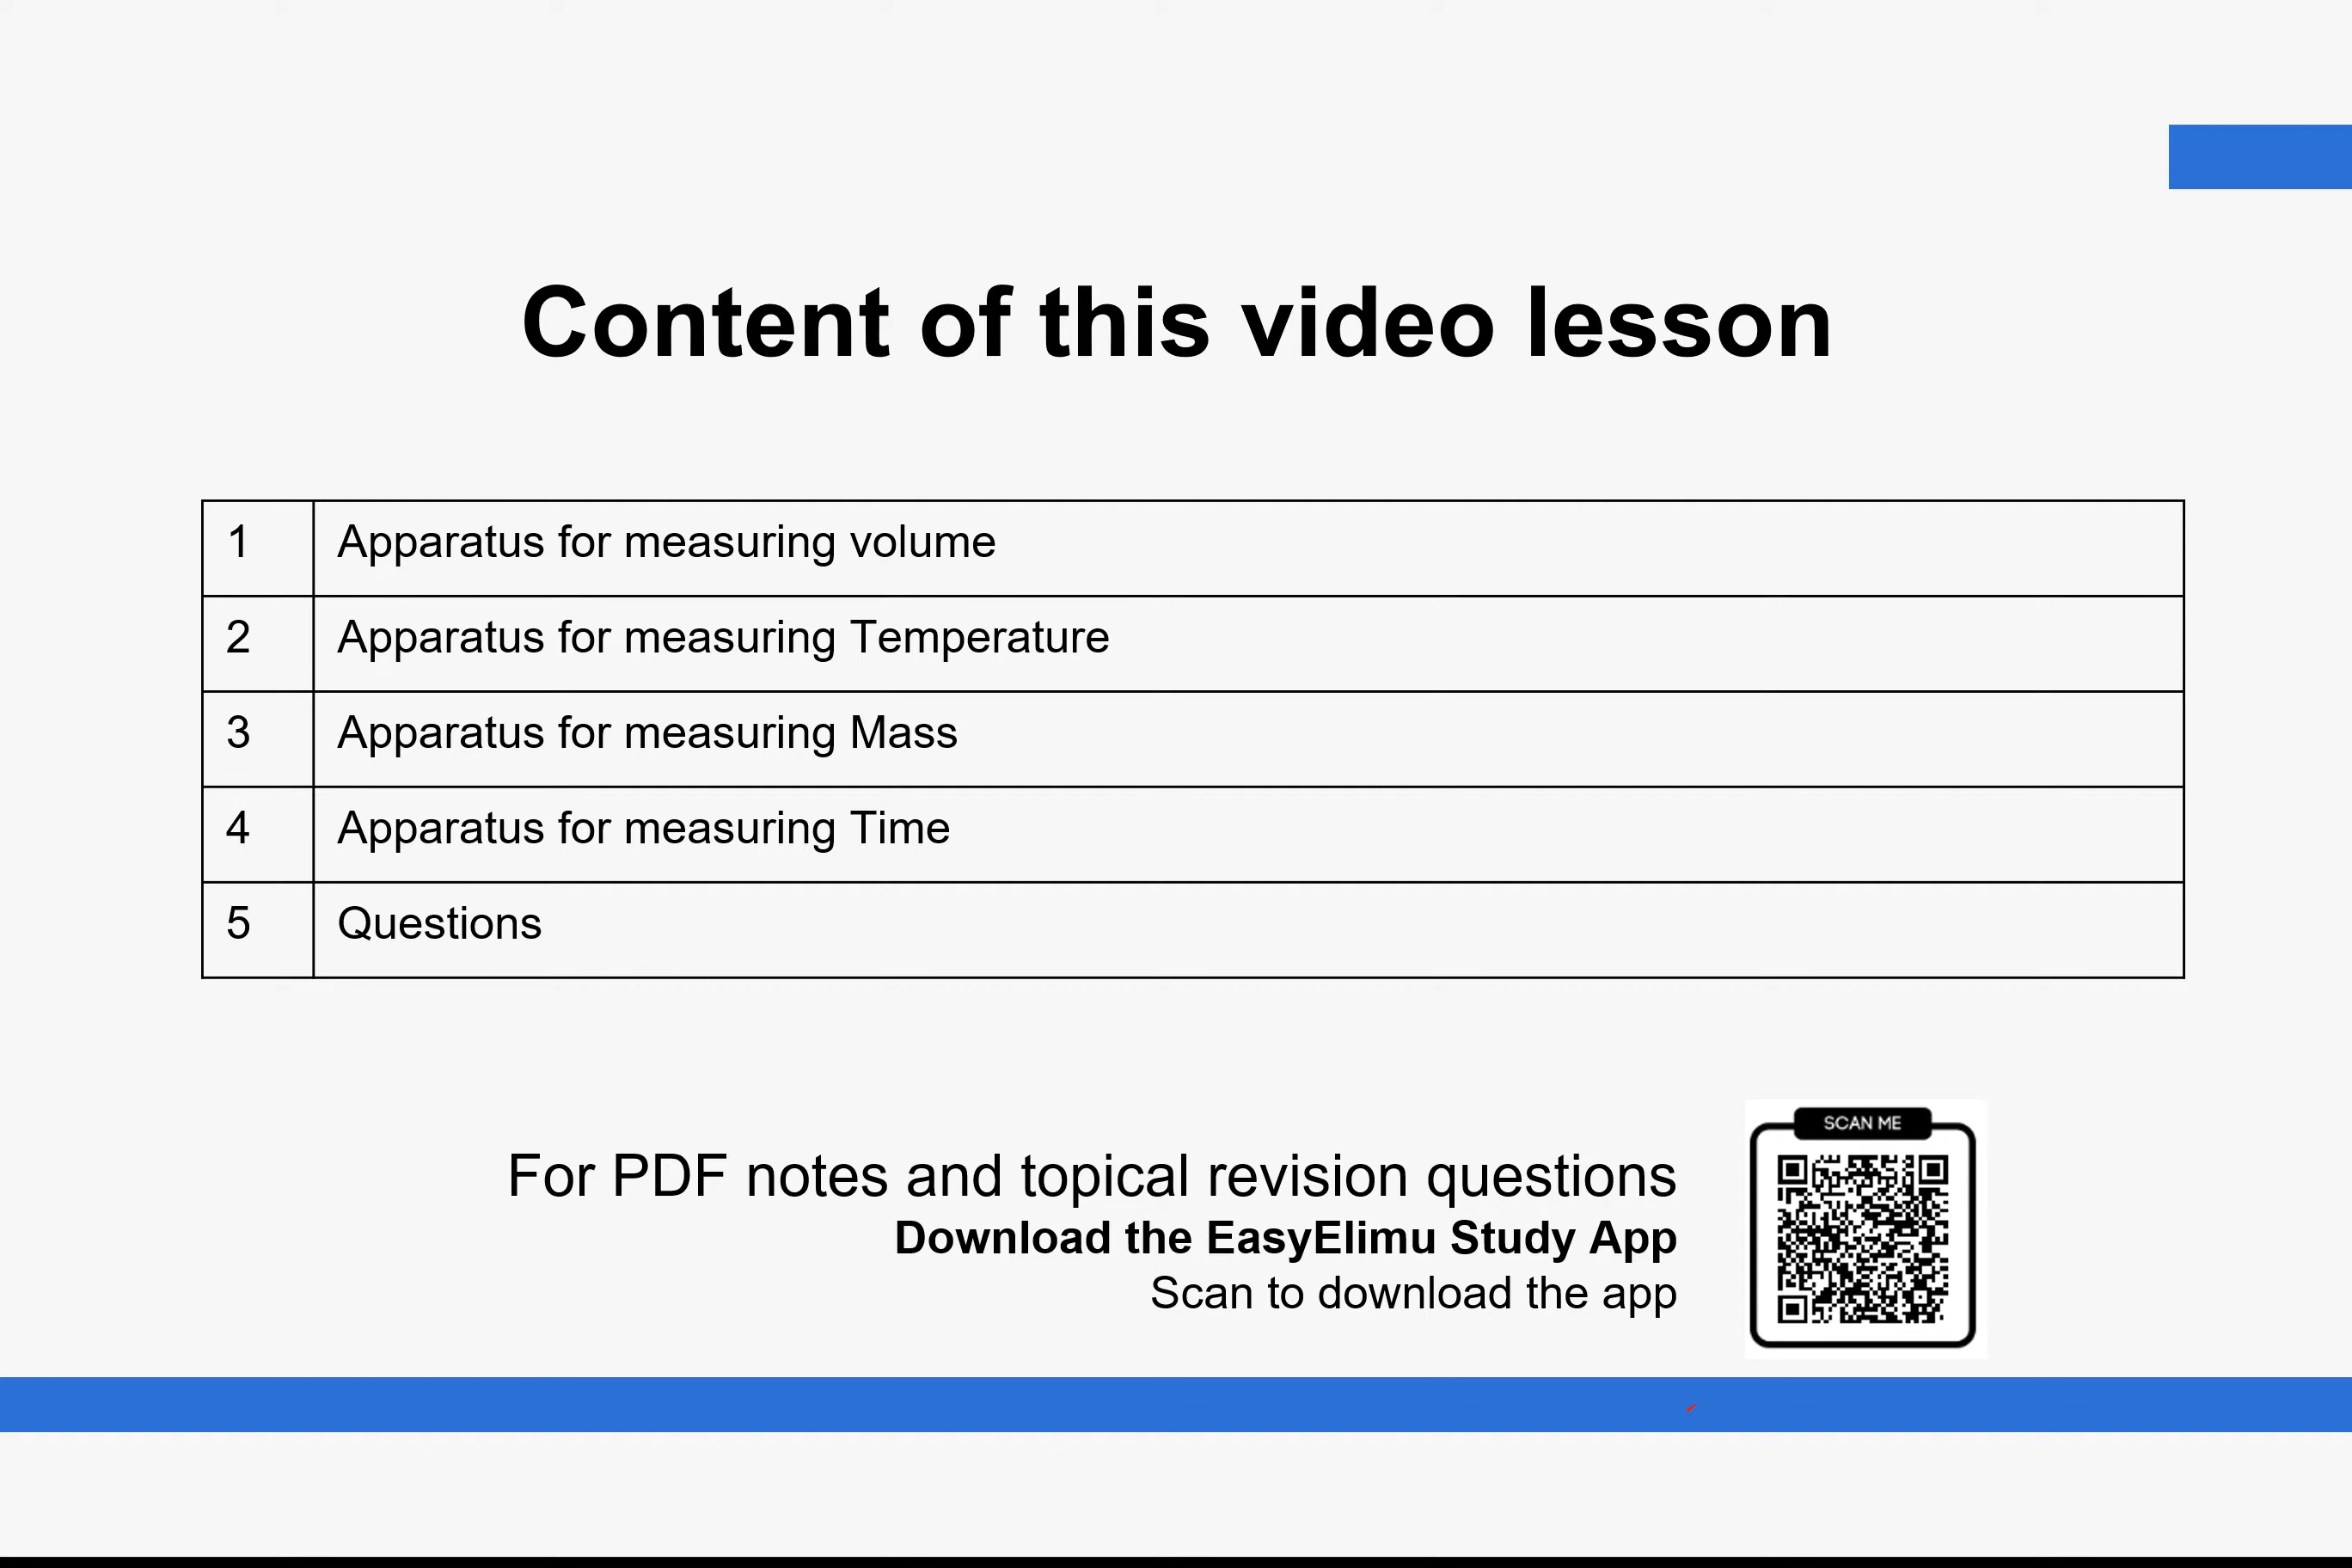 Content of this video lesson
1 Apparatus for measuring volume
2 Apparatus for measuring Temperature
3 Apparatus for measuring Mass
4 Apparatus for measuring Time
5 Questions
SCAN ME
For PDF notes and topical revision questions
Download the EasyElimu Study App
Scan to download the app